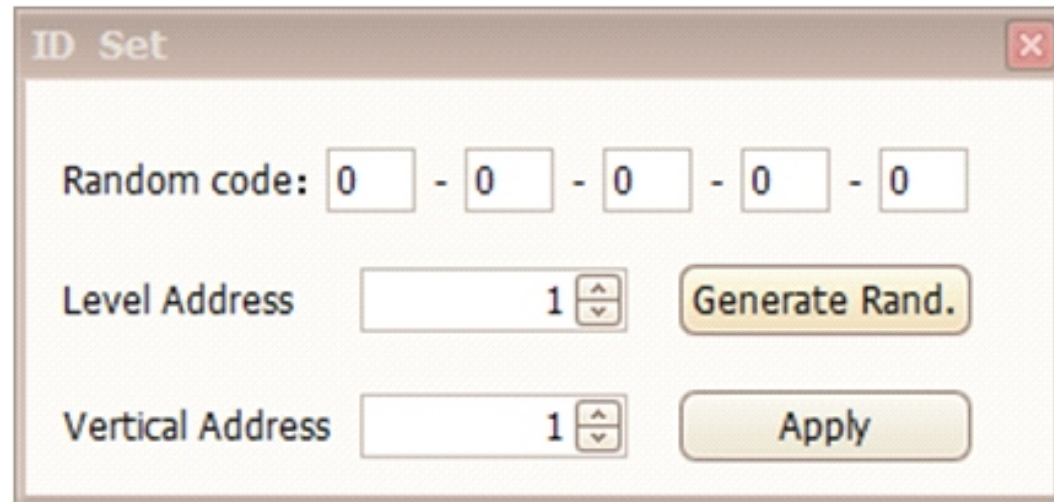 ID Set
Random code: 0 - 0 - 0 - 0 - 0
Level Address 1 Generate Rand.
Vertical Address 1 Apply